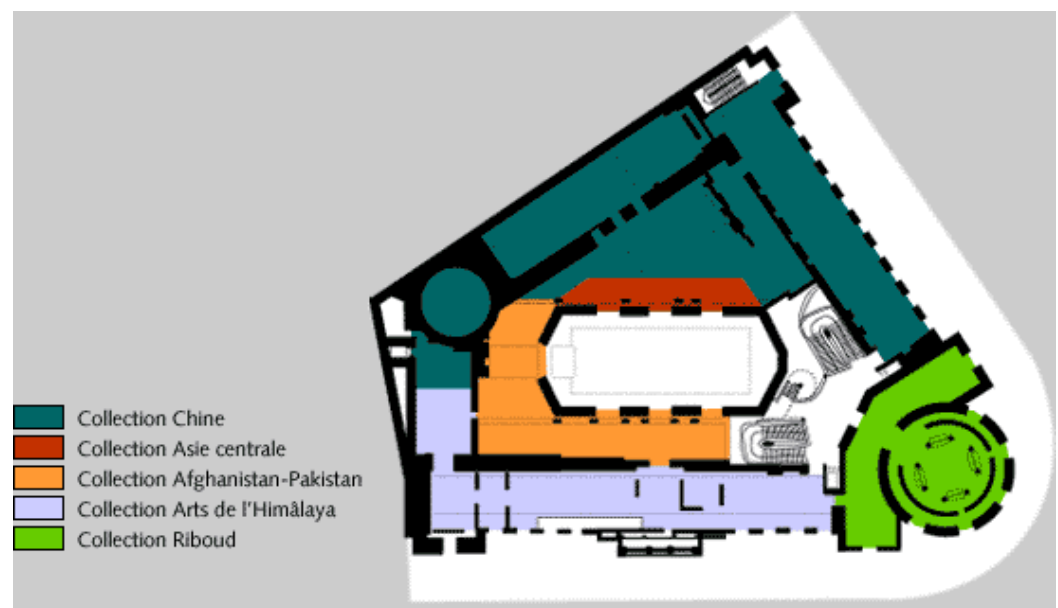 Collection Chine
Collection Asie centrale
Collection Afghanistan-Pakistan
Collection Arts de l'Himâlaya
Collection Riboud